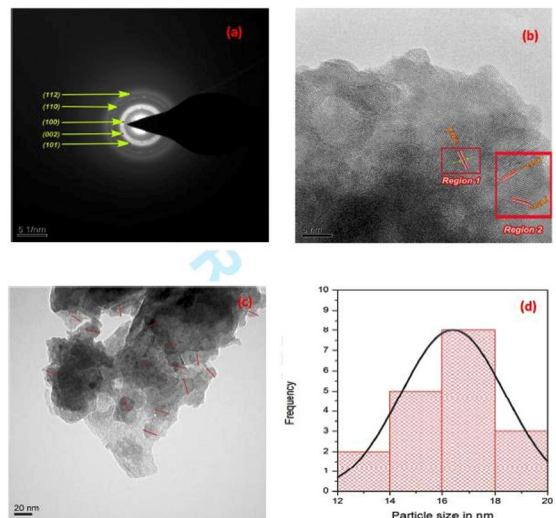 (a)
(112)
(110)
(100)
(002)
(101)
5 1/nm
(b)
Region 1
Region 2
5 nm
R
(c)
20 nm
(d)
10
9
8
7
6
5
4
3
2
1
0
Frequency
12
14
16
18
20
Particle size in nm